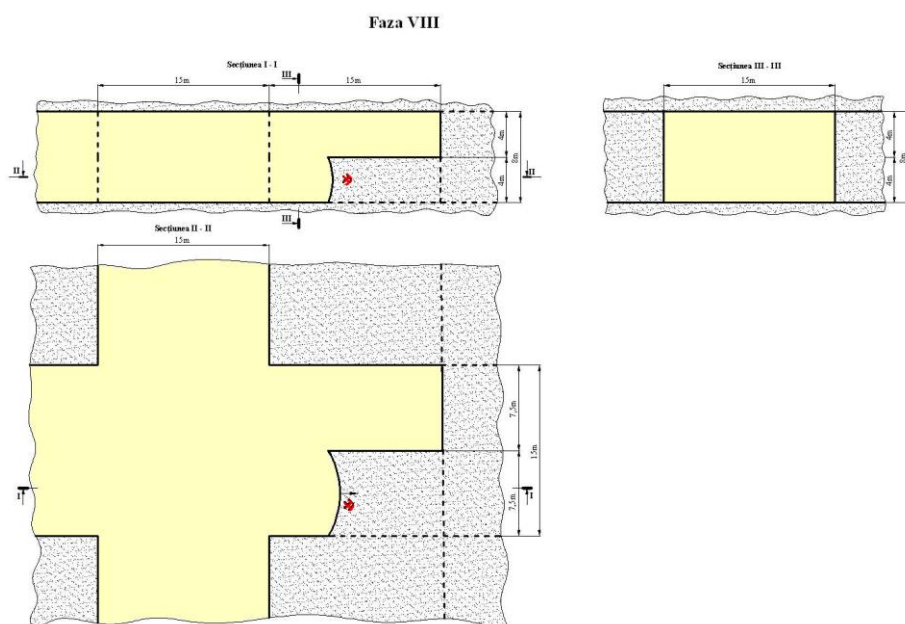 Faza VIII
Secțiunea I - I
III
15m
15m
4m
4m
8m
II
II
III
Secțiunea III - III
15m
4m
4m
8m
Secțiunea II - II
15m
7,5m
7,5m
15m
I
I